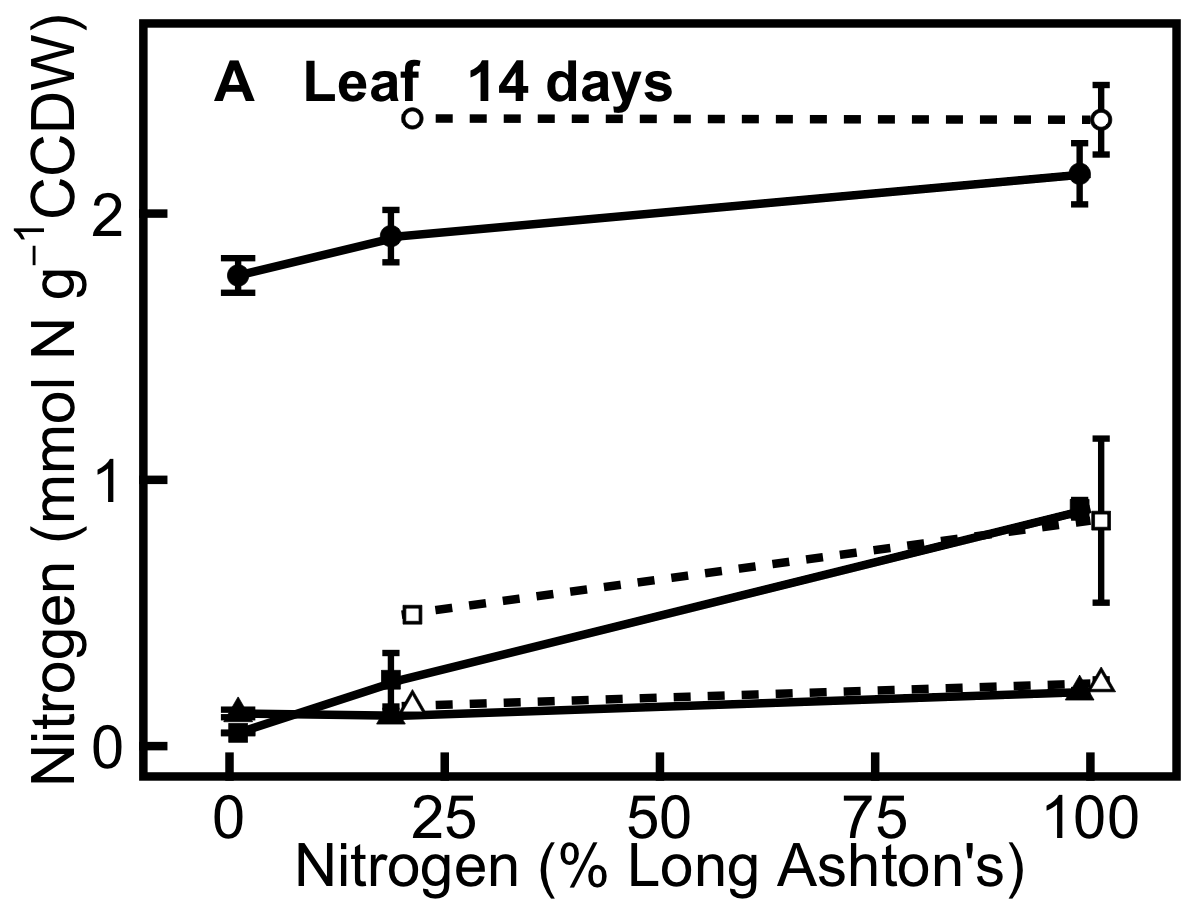 A Leaf 14 days
Nitrogen (mmol N g⁻¹CCDW)
2
1
0
0 25 50 75 100
Nitrogen (% Long Ashton's)